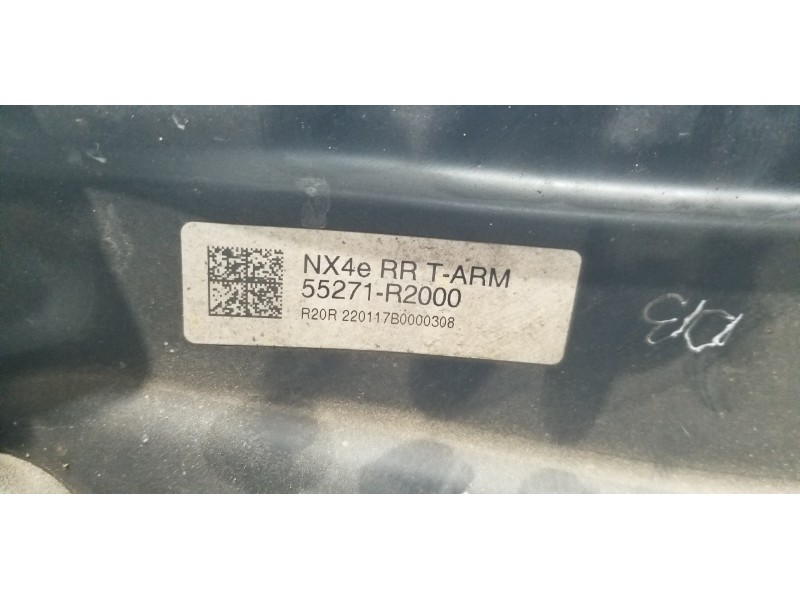 NX4e RR T-ARM
55271-R2000
R20R 220117B0000308